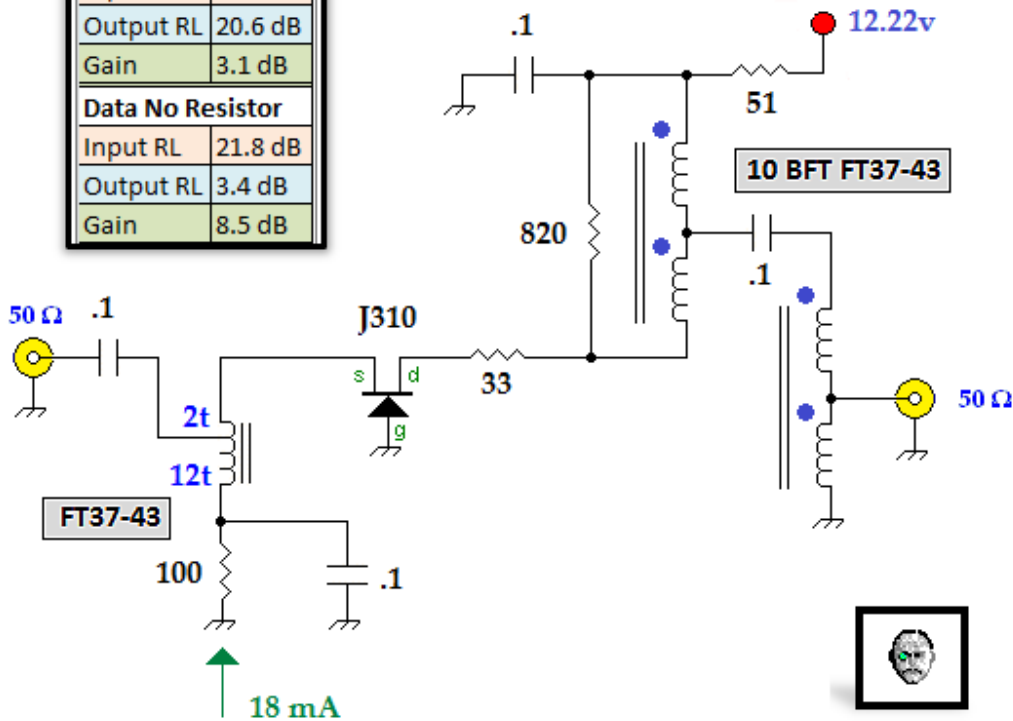 Output RL 20.6 dB
Gain 3.1 dB
Data No Resistor
Input RL 21.8 dB
Output RL 3.4 dB
Gain 8.5 dB
.1
12.22v
51
10 BFT FT37-43
820
.1
50 Ω
.1
J310
s
d
g
33
50 Ω
2t
12t
FT37-43
100
.1
18 mA